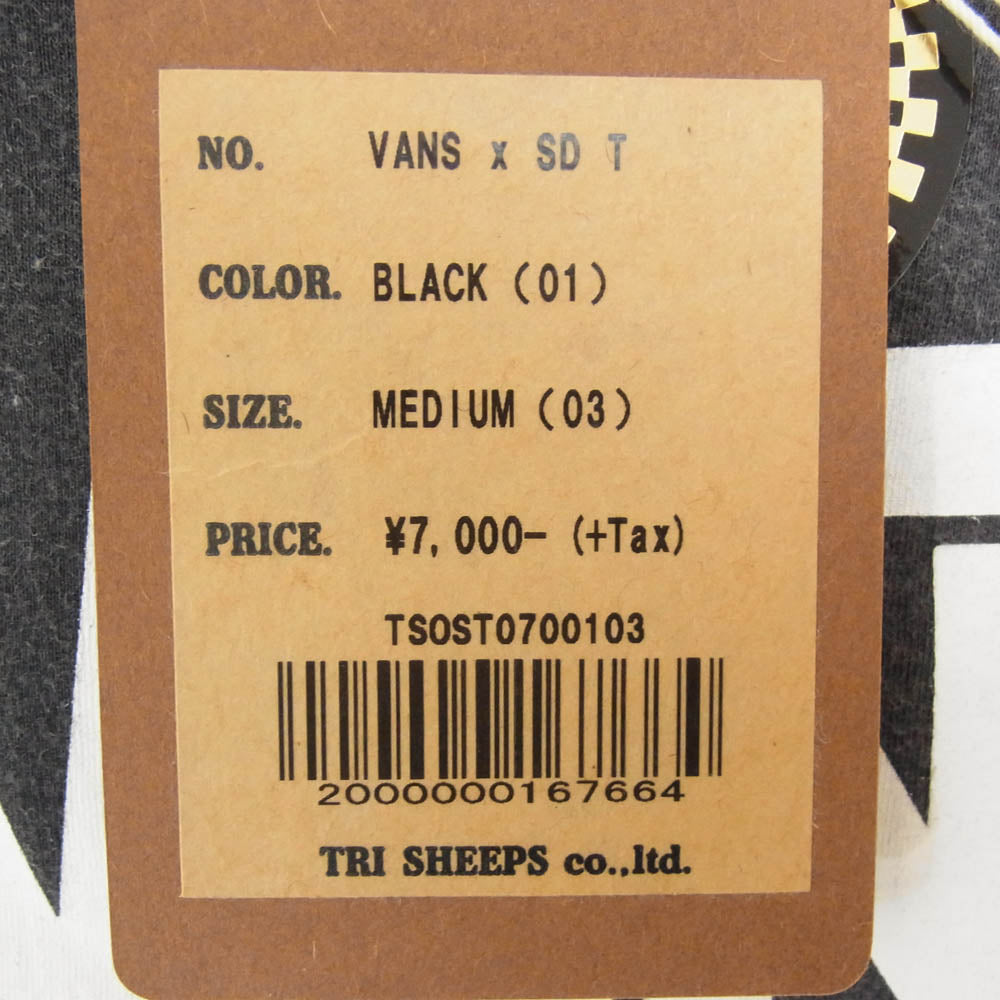 NO. VANS x SD T
COLOR. BLACK (01)
SIZE. MEDIUM (03)
PRICE. ¥7,000- (+Tax)
TSOST0700103
2000000167664
TRI SHEEPS co.,ltd.